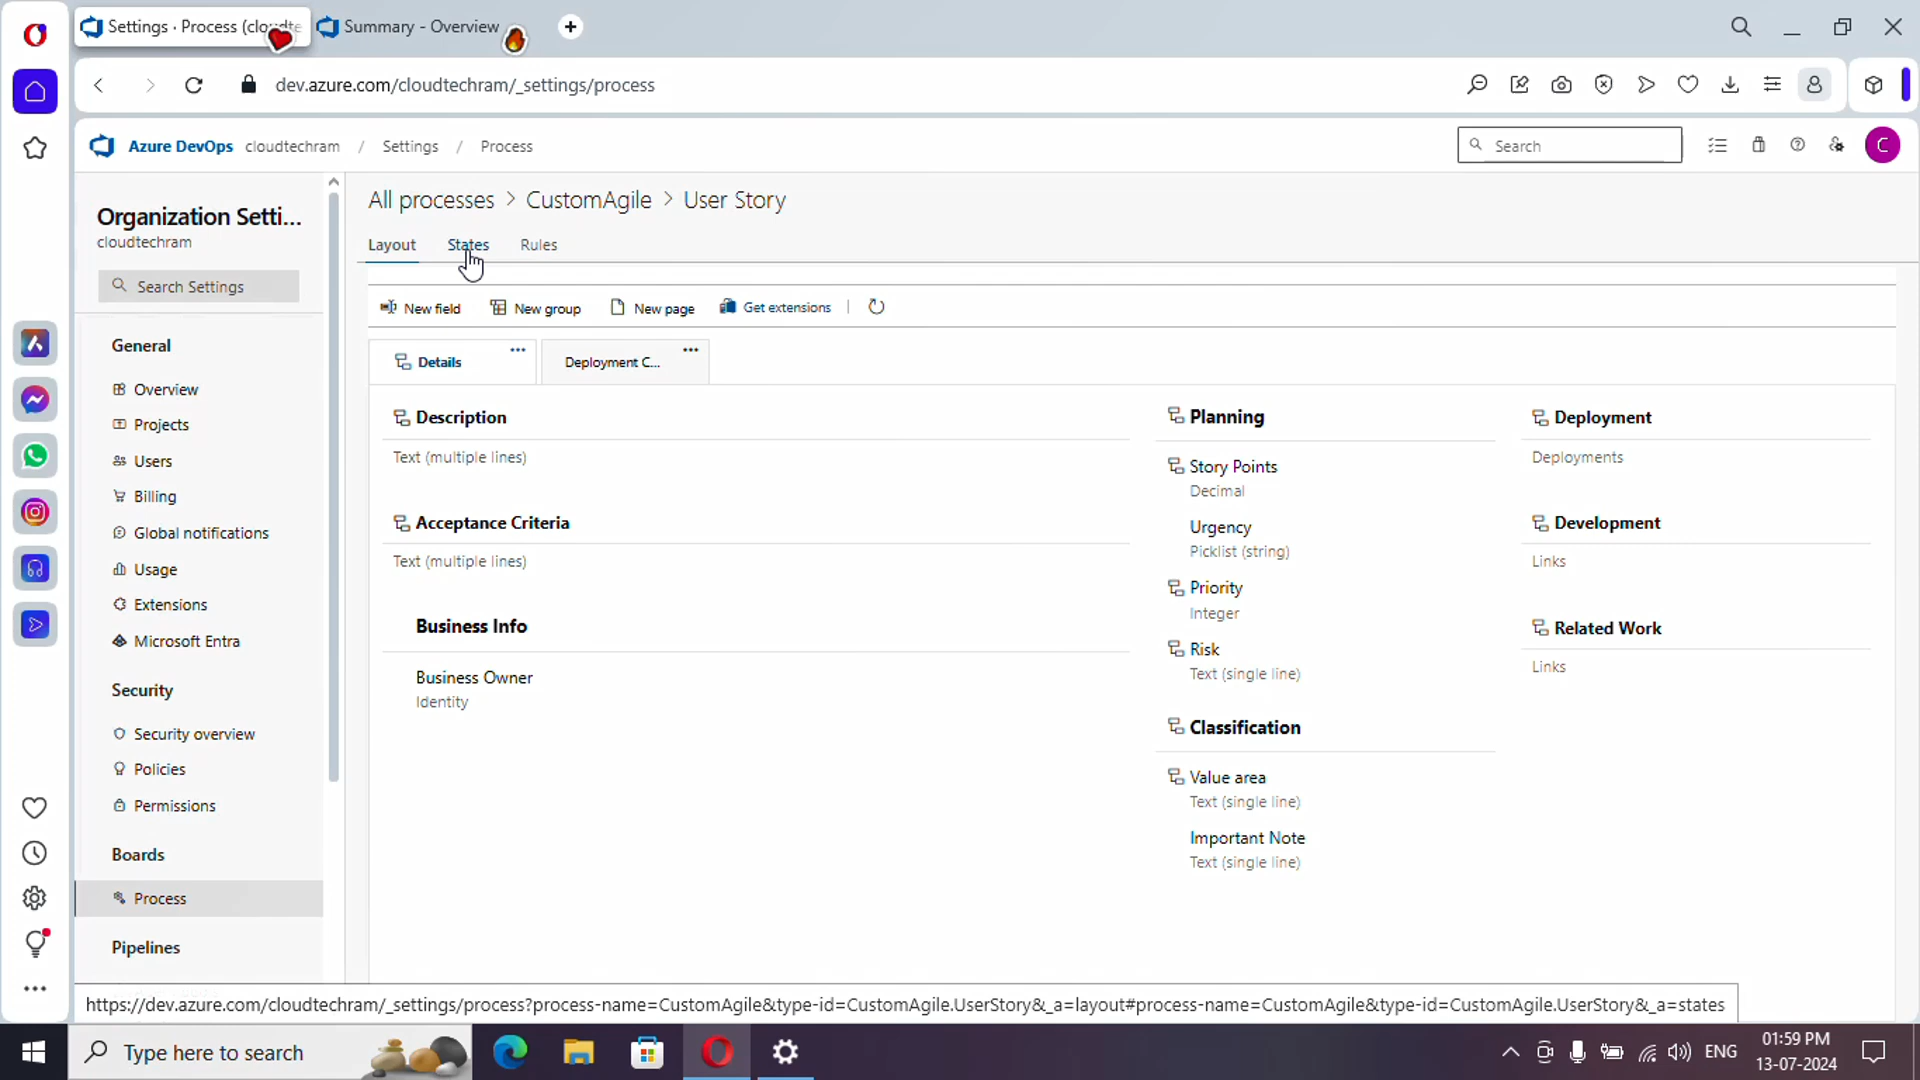 Settings · Process (cloudte
Summary - Overview
dev.azure.com/cloudtechram/_settings/process
Azure DevOps cloudtechram / Settings / Process
Search
C
Organization Setti...
cloudtechram
Search Settings
General
Overview
Projects
Users
Billing
Global notifications
Usage
Extensions
Microsoft Entra
Security
Security overview
Policies
Permissions
Boards
Process
Pipelines
All processes > CustomAgile > User Story
Layout States Rules
New field New group New page Get extensions
Details
Deployment C...
Description
Text (multiple lines)
Acceptance Criteria
Text (multiple lines)
Business Info
Business Owner
Identity
Planning
Story Points
Decimal
Urgency
Picklist (string)
Priority
Integer
Risk
Text (single line)
Classification
Value area
Text (single line)
Important Note
Text (single line)
Deployment
Deployments
Development
Links
Related Work
Links
https://dev.azure.com/cloudtechram/_settings/process?process-name=CustomAgile&type-id=CustomAgile.UserStory&_a=layout#process-name=CustomAgile&type-id=CustomAgile.UserStory&_a=states
Type here to search
ENG
01:59 PM
13-07-2024